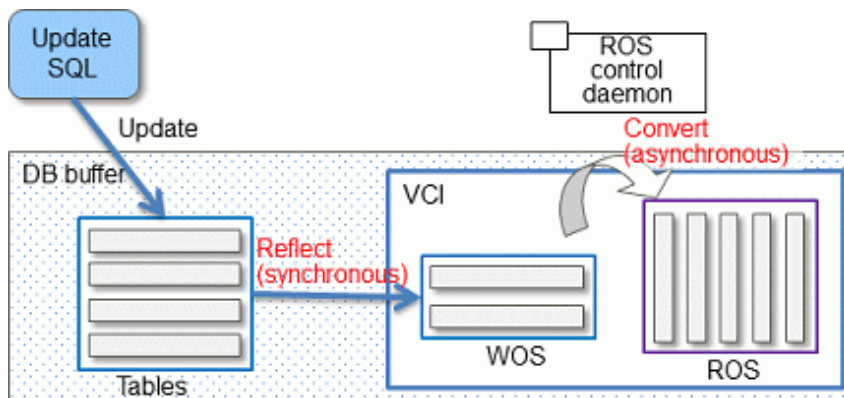 Update
SQL
ROS
control
daemon
Update
Convert
(asynchronous)
DB buffer
VCI
Reflect
(synchronous)
WOS
ROS
Tables